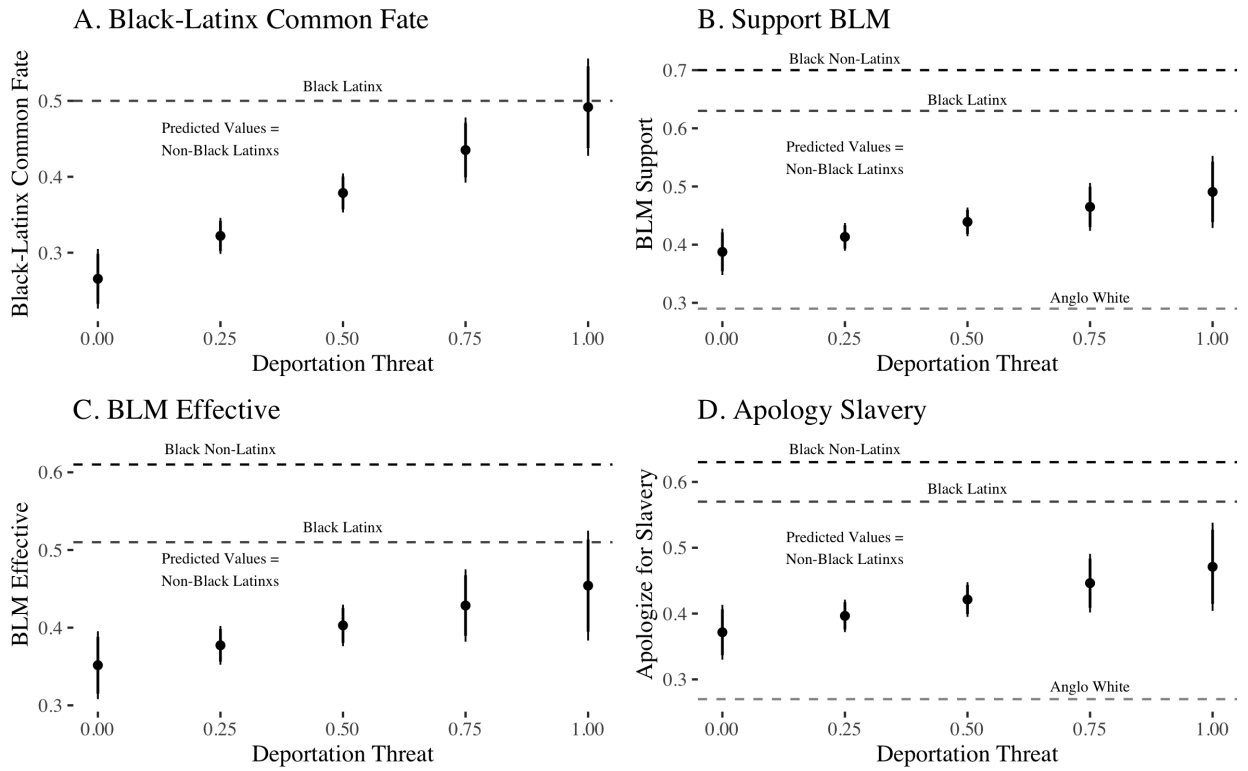 A. Black-Latinx Common Fate
Black-Latinx Common Fate
0.5
0.4
0.3
Black Latinx
Predicted Values =
Non-Black Latinxs
0.00
0.25
0.50
0.75
1.00
Deportation Threat
B. Support BLM
BLM Support
0.7
0.6
0.5
0.4
0.3
Black Non-Latinx
Black Latinx
Predicted Values =
Non-Black Latinxs
Anglo White
0.00
0.25
0.50
0.75
1.00
Deportation Threat
C. BLM Effective
BLM Effective
0.6
0.5
0.4
0.3
Black Non-Latinx
Black Latinx
Predicted Values =
Non-Black Latinxs
0.00
0.25
0.50
0.75
1.00
Deportation Threat
D. Apology Slavery
Apologize for Slavery
0.6
0.5
0.4
0.3
Black Non-Latinx
Black Latinx
Predicted Values =
Non-Black Latinxs
Anglo White
0.00
0.25
0.50
0.75
1.00
Deportation Threat